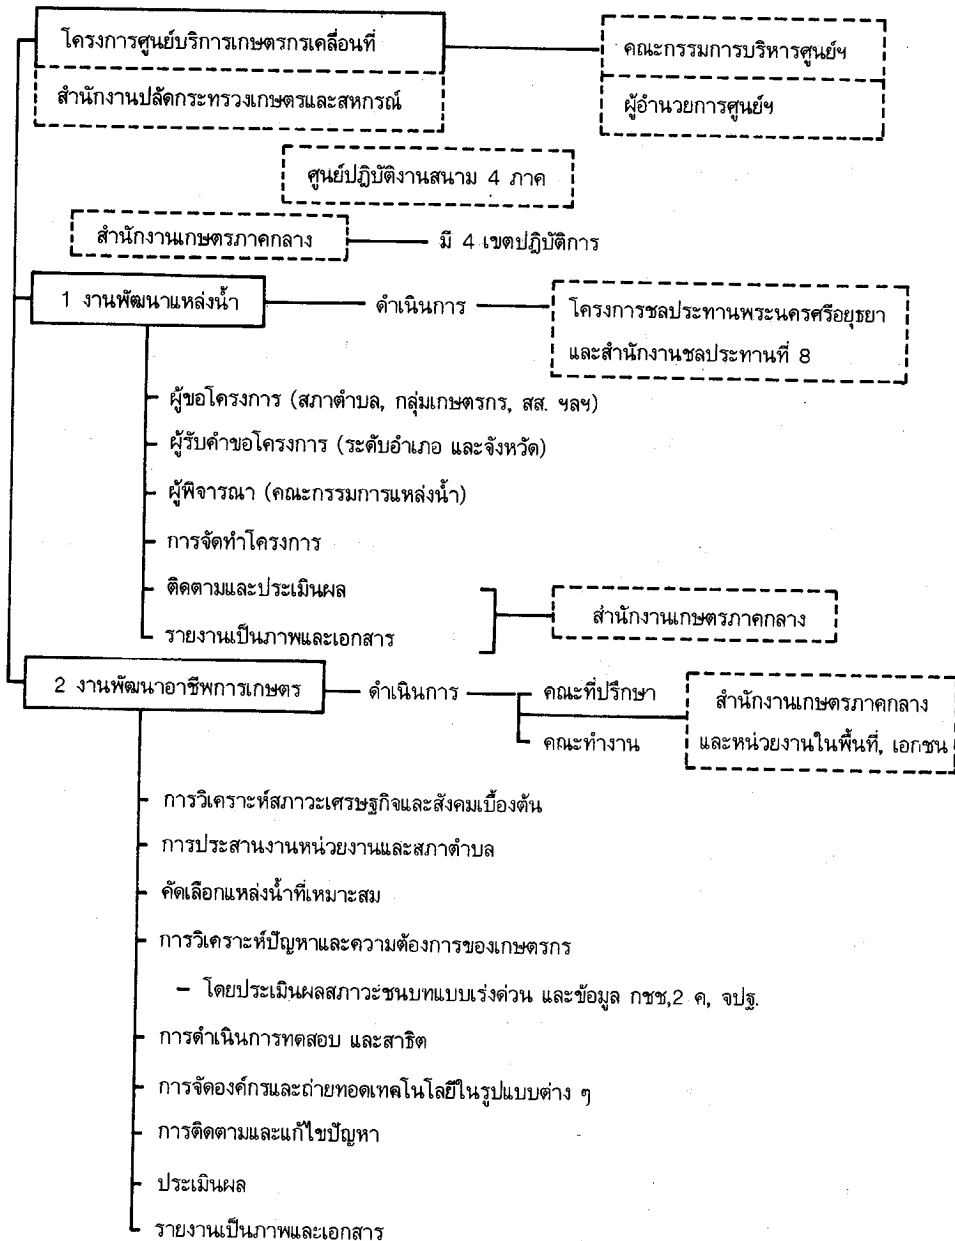 โครงการศูนย์บริการเกษตรกรเคลื่อนที่
คณะกรรมการบริหารศูนย์ฯ
สำนักงานปลัดกระทรวงเกษตรและสหกรณ์
ผู้อำนวยการศูนย์ฯ
ศูนย์ปฏิบัติงานสนาม 4 ภาค
สำนักงานเกษตรภาคกลาง มี 4 เขตปฏิบัติการ
1 งานพัฒนาแหล่งน้ำ ดำเนินการ โครงการชลประทานพระนครศรีอยุธยา
และสำนักงานชลประทานที่ 8
ผู้ขอโครงการ (สภาตำบล, กลุ่มเกษตรกร, สส. ฯลฯ)
ผู้รับคำขอโครงการ (ระดับอำเภอ และจังหวัด)
ผู้พิจารณา (คณะกรรมการแหล่งน้ำ)
การจัดทำโครงการ
ติดตามและประเมินผล
สำนักงานเกษตรภาคกลาง
รายงานเป็นภาพและเอกสาร
2 งานพัฒนาอาชีพการเกษตร ดำเนินการ คณะที่ปรึกษา สำนักงานเกษตรภาคกลาง
คณะทำงาน และหน่วยงานในพื้นที่, เอกชน
การวิเคราะห์สภาวะเศรษฐกิจและสังคมเบื้องต้น
การประสานงานหน่วยงานและสภาตำบล
คัดเลือกแหล่งน้ำที่เหมาะสม
การวิเคราะห์ปัญหาและความต้องการของเกษตรกร
– โดยประเมินผลสภาวะชนบทแบบเร่งด่วน และข้อมูล กชช,2 ค, จปฐ.
การดำเนินการทดสอบ และสาธิต
การจัดองค์กรและถ่ายทอดเทคโนโลยีในรูปแบบต่าง ๆ
การติดตามและแก้ไขปัญหา
ประเมินผล
รายงานเป็นภาพและเอกสาร